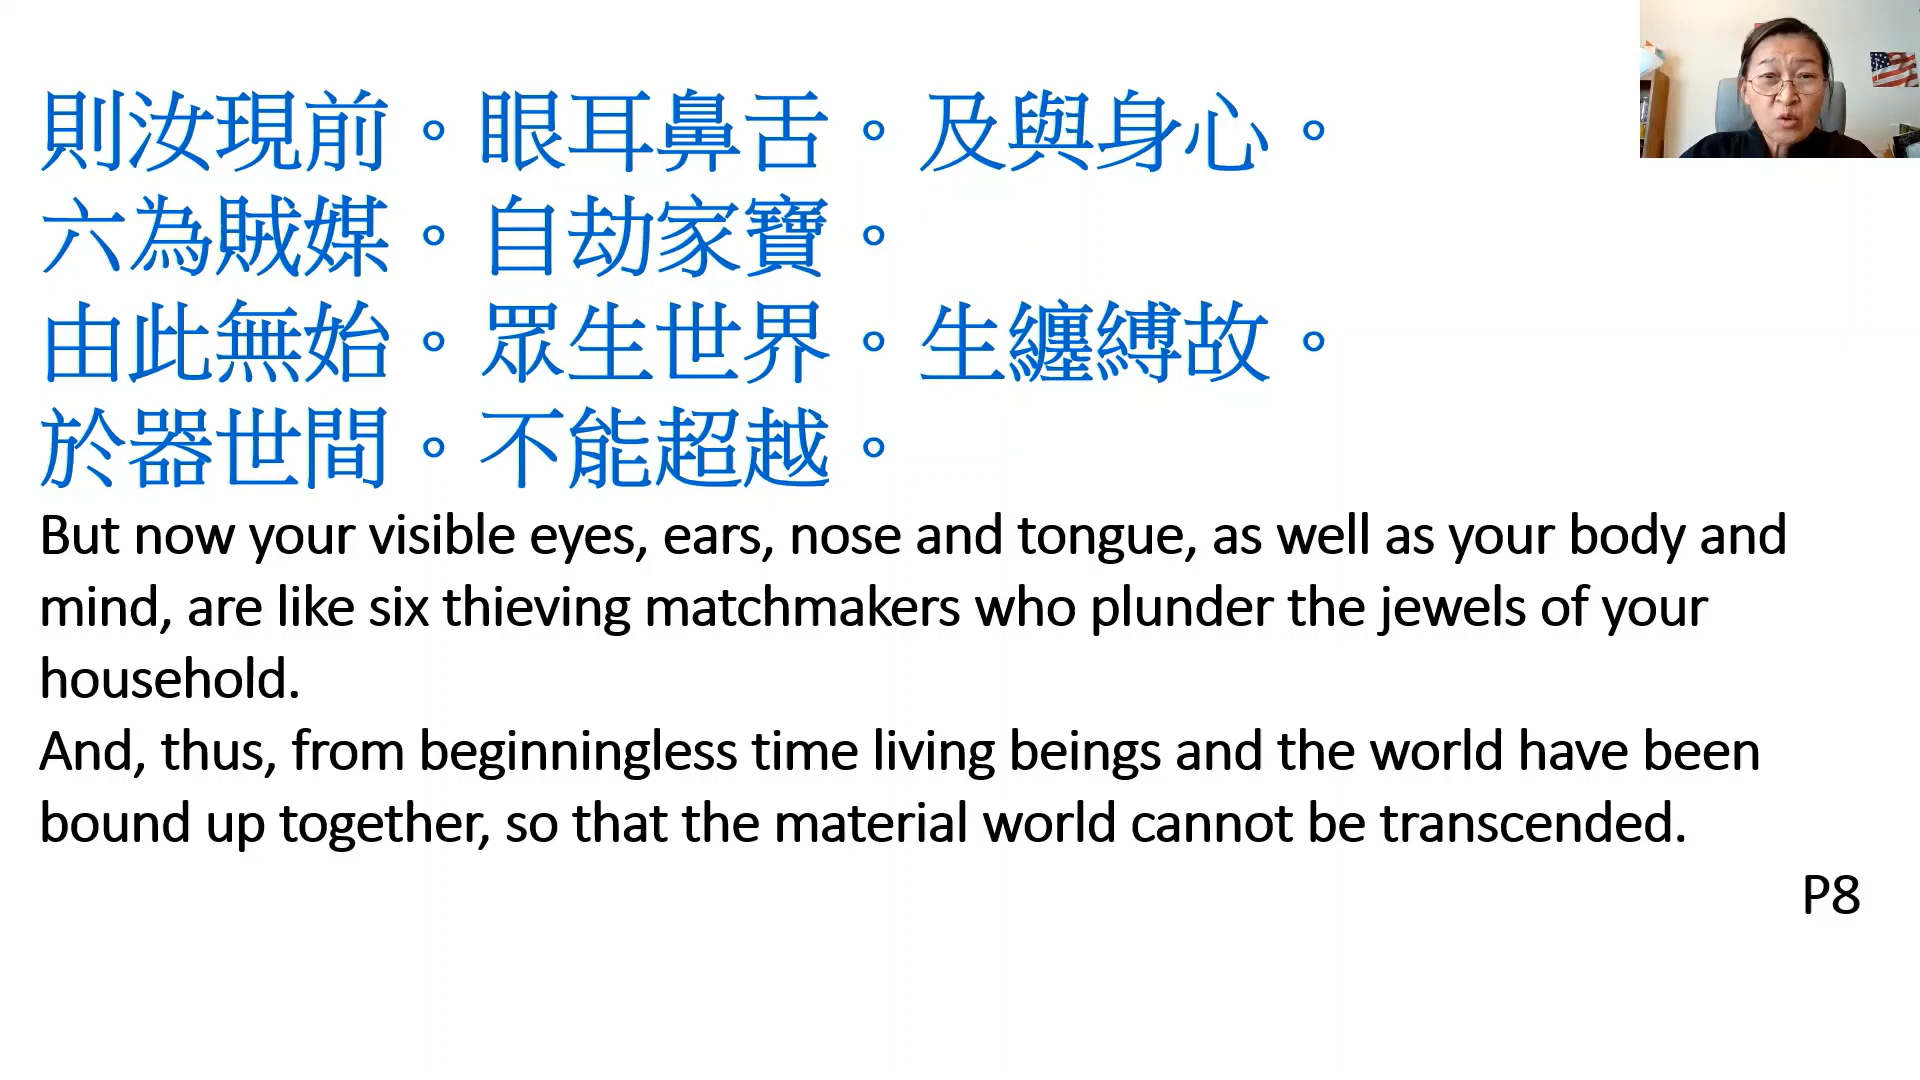 則汝現前。眼耳鼻舌。及與身心。
六為賊媒。自劫家寶。
由此無始。眾生世界。生纏縛故。
於器世間。不能超越。
But now your visible eyes, ears, nose and tongue, as well as your body and
mind, are like six thieving matchmakers who plunder the jewels of your
household.
And, thus, from beginningless time living beings and the world have been
bound up together, so that the material world cannot be transcended.
P8